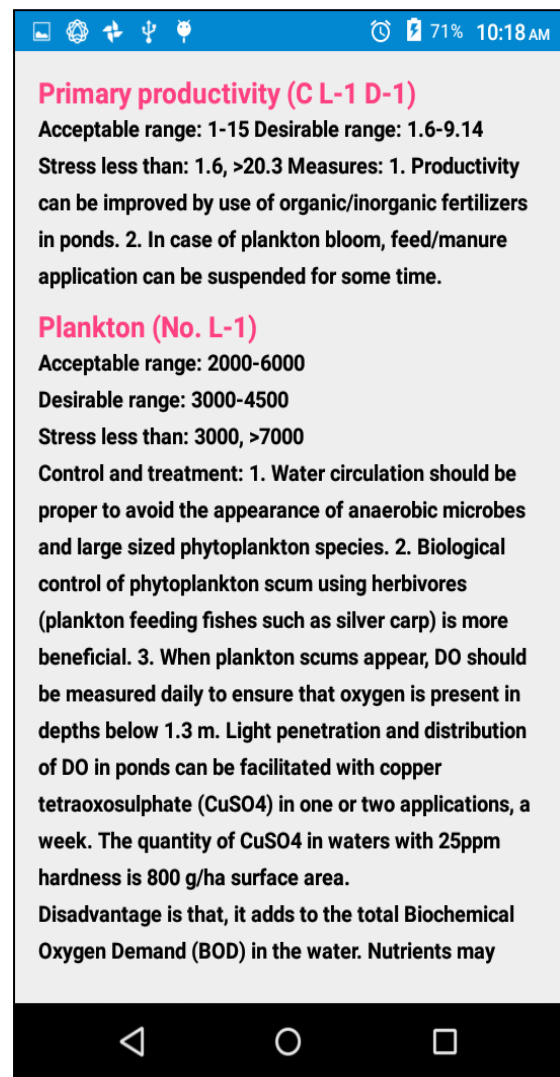 71% 10:18 AM
Primary productivity (C L-1 D-1)
Acceptable range: 1-15 Desirable range: 1.6-9.14
Stress less than: 1.6, >20.3 Measures: 1. Productivity
can be improved by use of organic/inorganic fertilizers
in ponds. 2. In case of plankton bloom, feed/manure
application can be suspended for some time.
Plankton (No. L-1)
Acceptable range: 2000-6000
Desirable range: 3000-4500
Stress less than: 3000, >7000
Control and treatment: 1. Water circulation should be
proper to avoid the appearance of anaerobic microbes
and large sized phytoplankton species. 2. Biological
control of phytoplankton scum using herbivores
(plankton feeding fishes such as silver carp) is more
beneficial. 3. When plankton scums appear, DO should
be measured daily to ensure that oxygen is present in
depths below 1.3 m. Light penetration and distribution
of DO in ponds can be facilitated with copper
tetraoxosulphate (CuSO4) in one or two applications, a
week. The quantity of CuSO4 in waters with 25ppm
hardness is 800 g/ha surface area.
Disadvantage is that, it adds to the total Biochemical
Oxygen Demand (BOD) in the water. Nutrients may